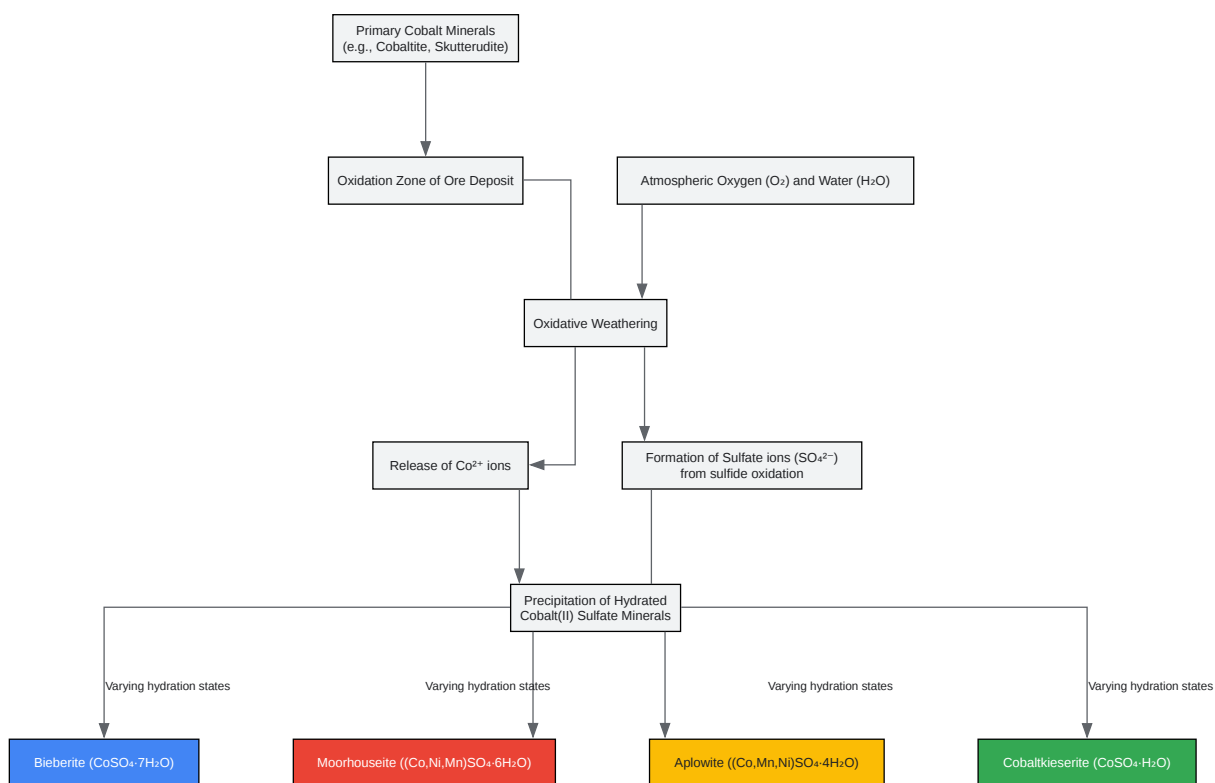 Primary Cobalt Minerals
(e.g., Cobaltite, Skutterudite)
Oxidation Zone of Ore Deposit
Atmospheric Oxygen (O₂) and Water (H₂O)
Oxidative Weathering
Release of Co²⁺ ions
Formation of Sulfate ions (SO₄²⁻)
from sulfide oxidation
Precipitation of Hydrated
Cobalt(II) Sulfate Minerals
Varying hydration states
Varying hydration states
Varying hydration states
Varying hydration states
Bieberite (CoSO₄·7H₂O)
Moorhouseite ((Co,Ni,Mn)SO₄·6H₂O)
Aplowite ((Co,Mn,Ni)SO₄·4H₂O)
Cobaltkieserite (CoSO₄·H₂O)